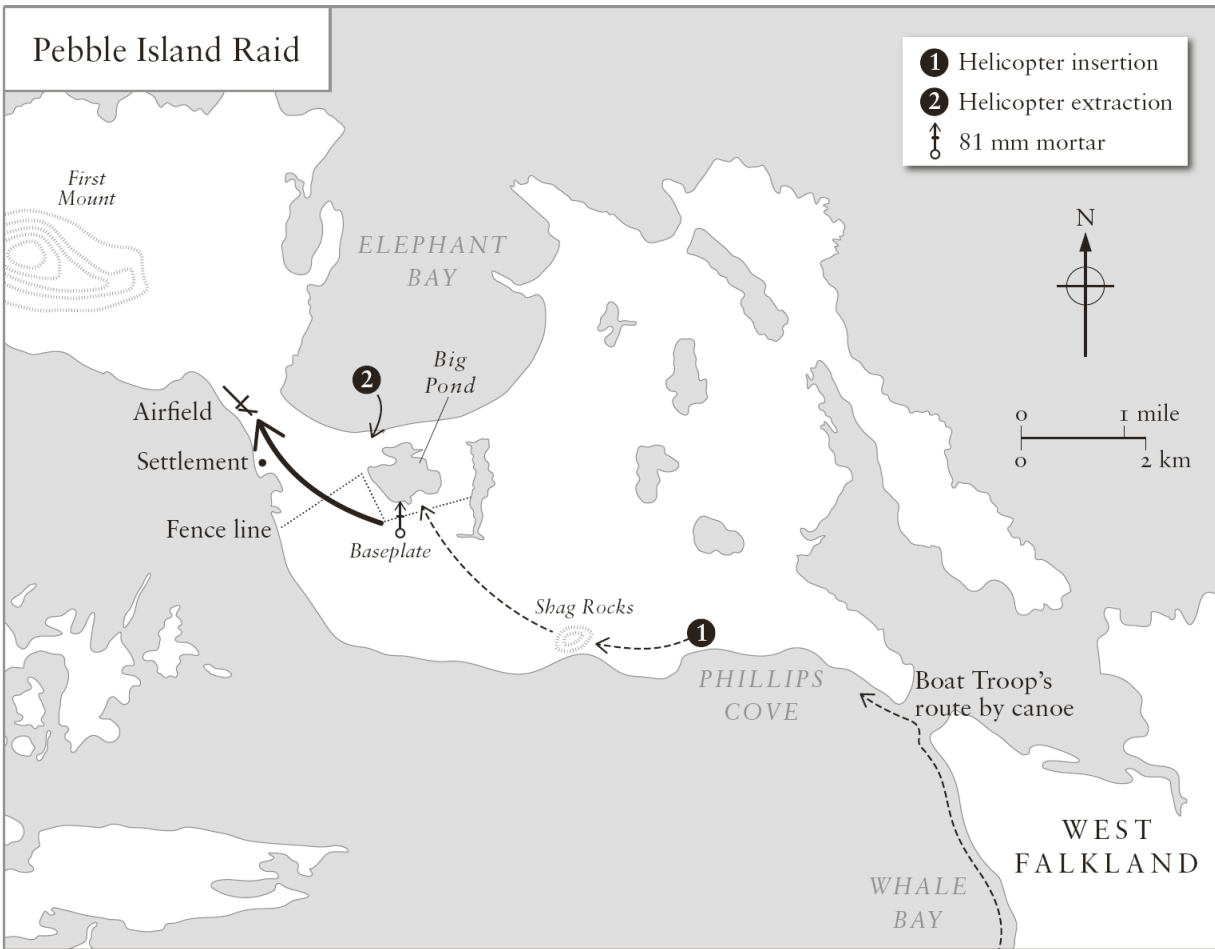 Pebble Island Raid
1 Helicopter insertion
2 Helicopter extraction
81 mm mortar
First
Mount
N
ELEPHANT
BAY
Big
Pond
2
0 1 mile
0 2 km
Airfield
Settlement
Fence line
Baseplate
Shag Rocks
1
PHILLIPS
COVE
Boat Troop's
route by canoe
WEST
FALKLAND
WHALE
BAY